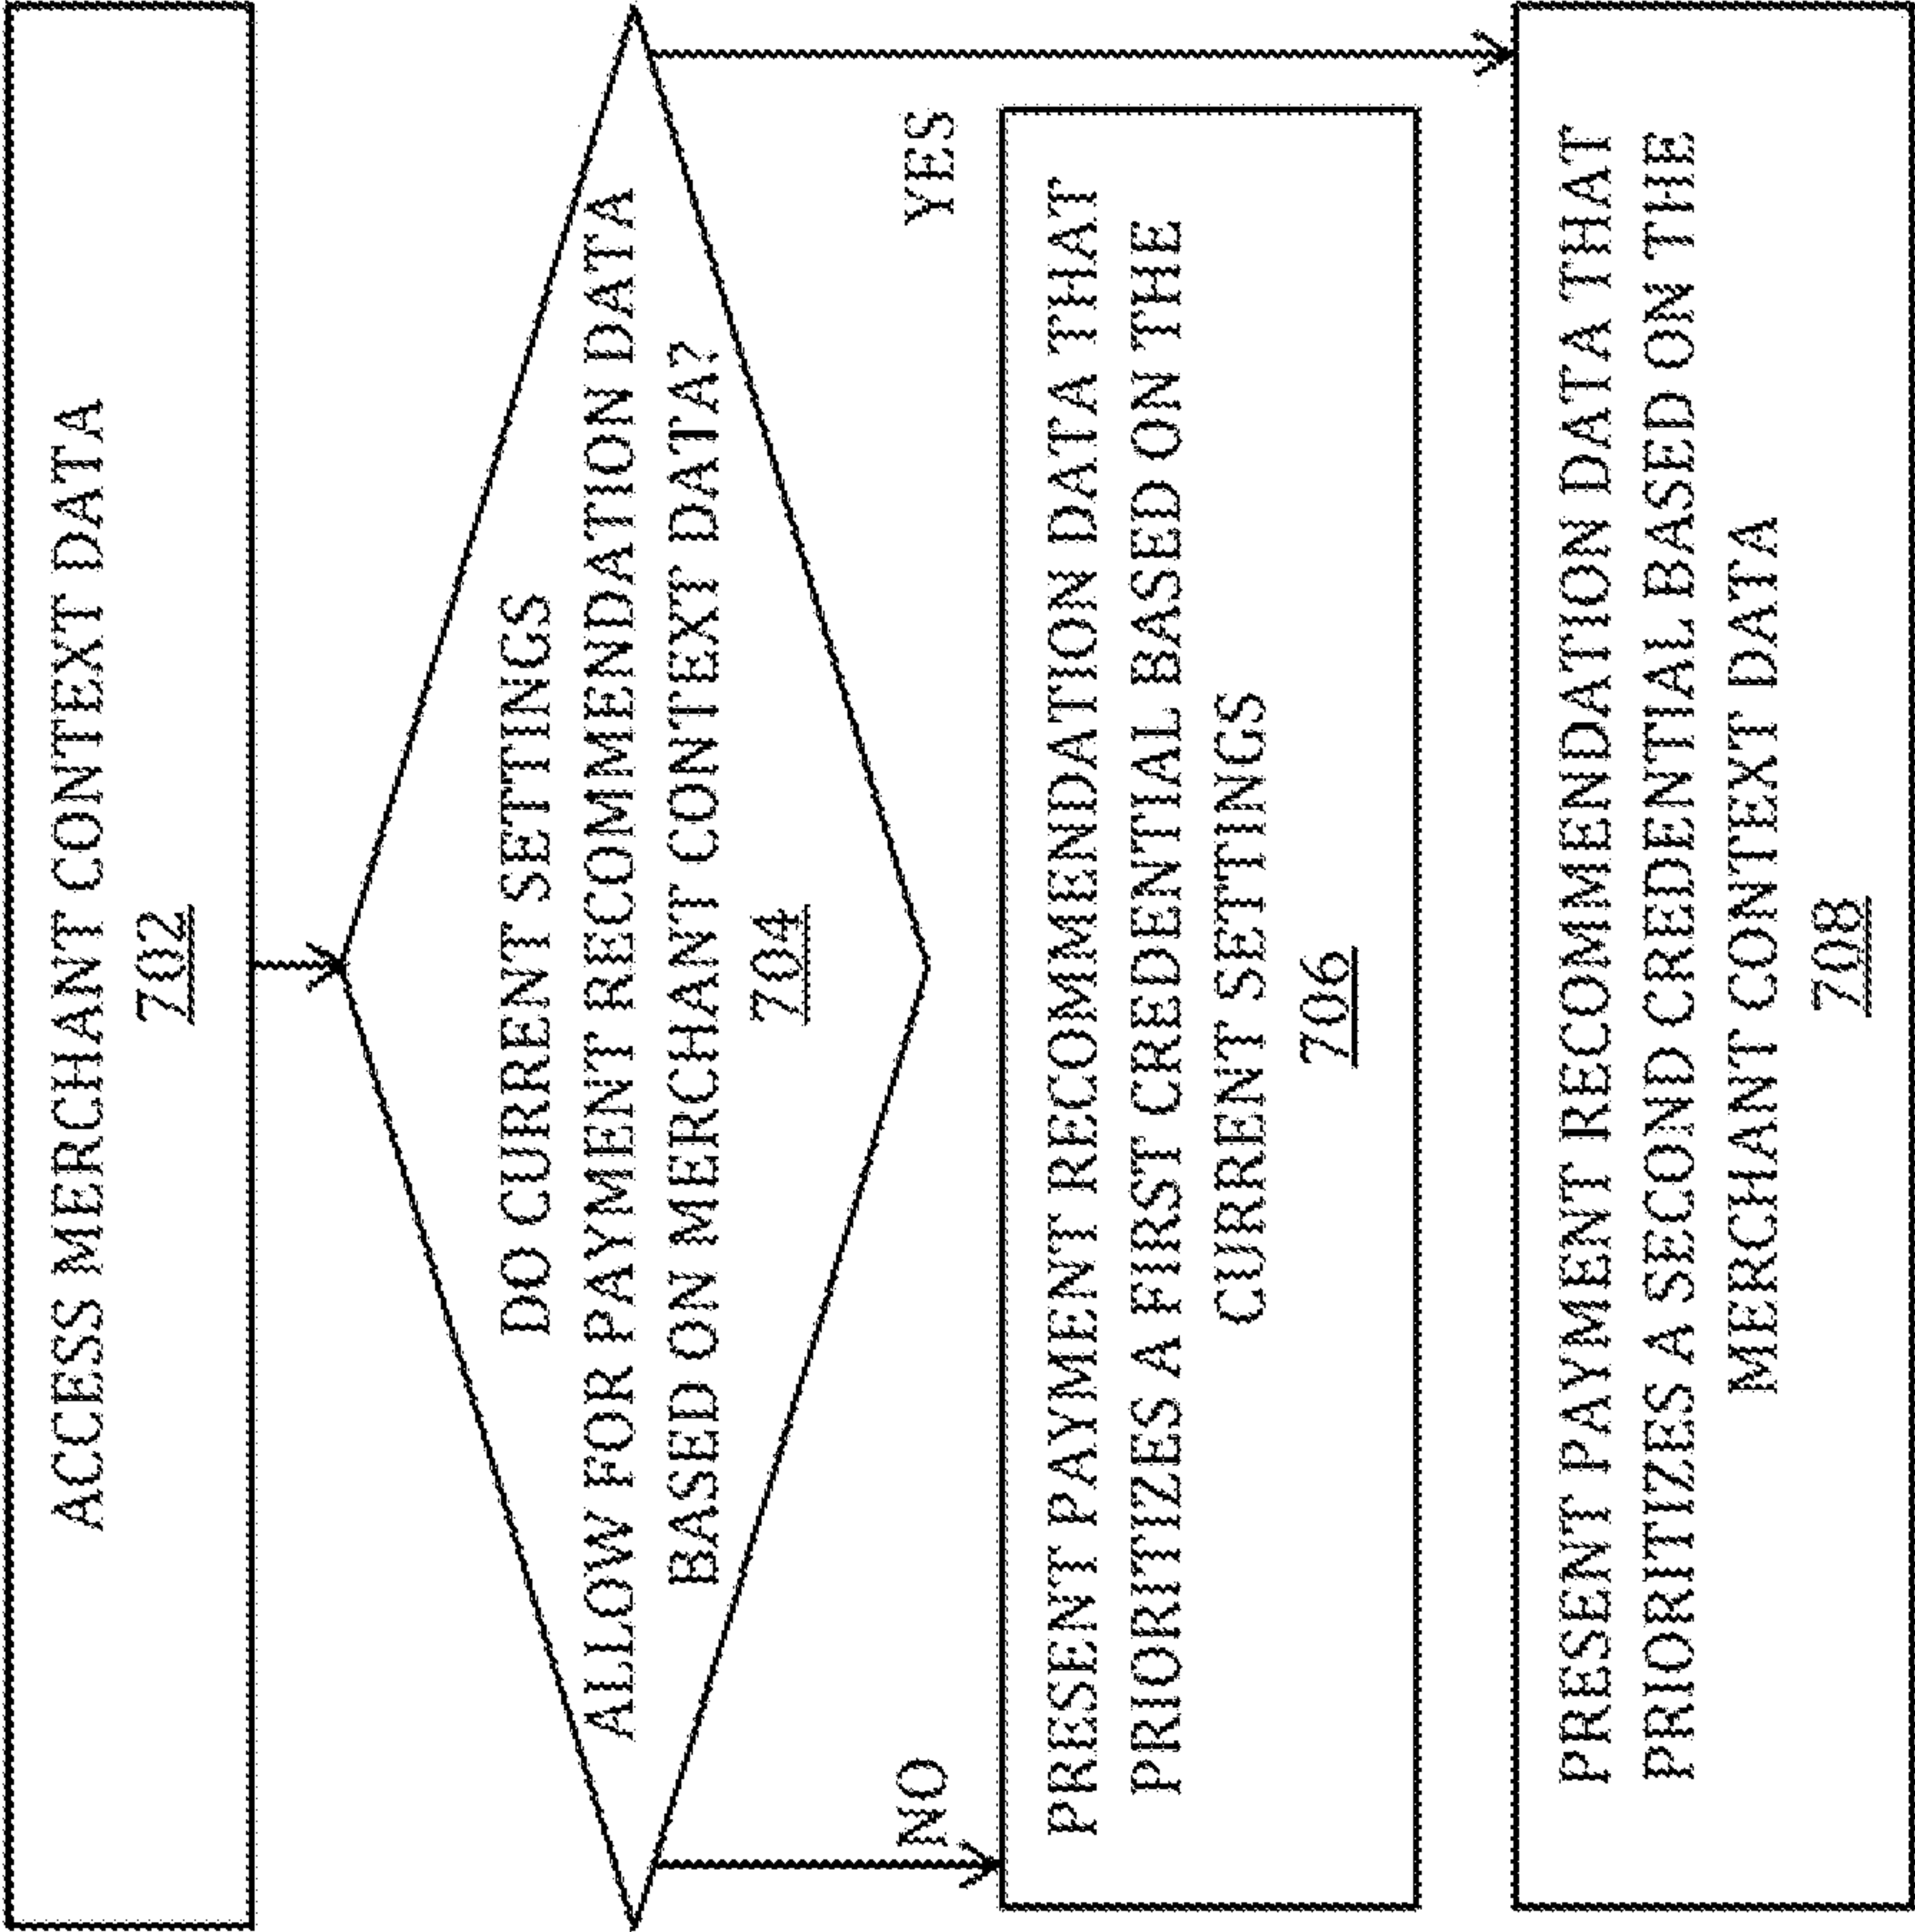 ACCESS MERCHANT CONTEXT DATA
702
DO CURRENT SETTINGS
ALLOW FOR PAYMENT RECOMMENDATION DATA
BASED ON MERCHANT CONTEXT DATA?
704
NO
YES
PRESENT PAYMENT RECOMMENDATION DATA THAT
PRIORITIZES A FIRST CREDENTIAL BASED ON THE
CURRENT SETTINGS
706
PRESENT PAYMENT RECOMMENDATION DATA THAT
PRIORITIZES A SECOND CREDENTIAL BASED ON THE
MERCHANT CONTEXT DATA
708